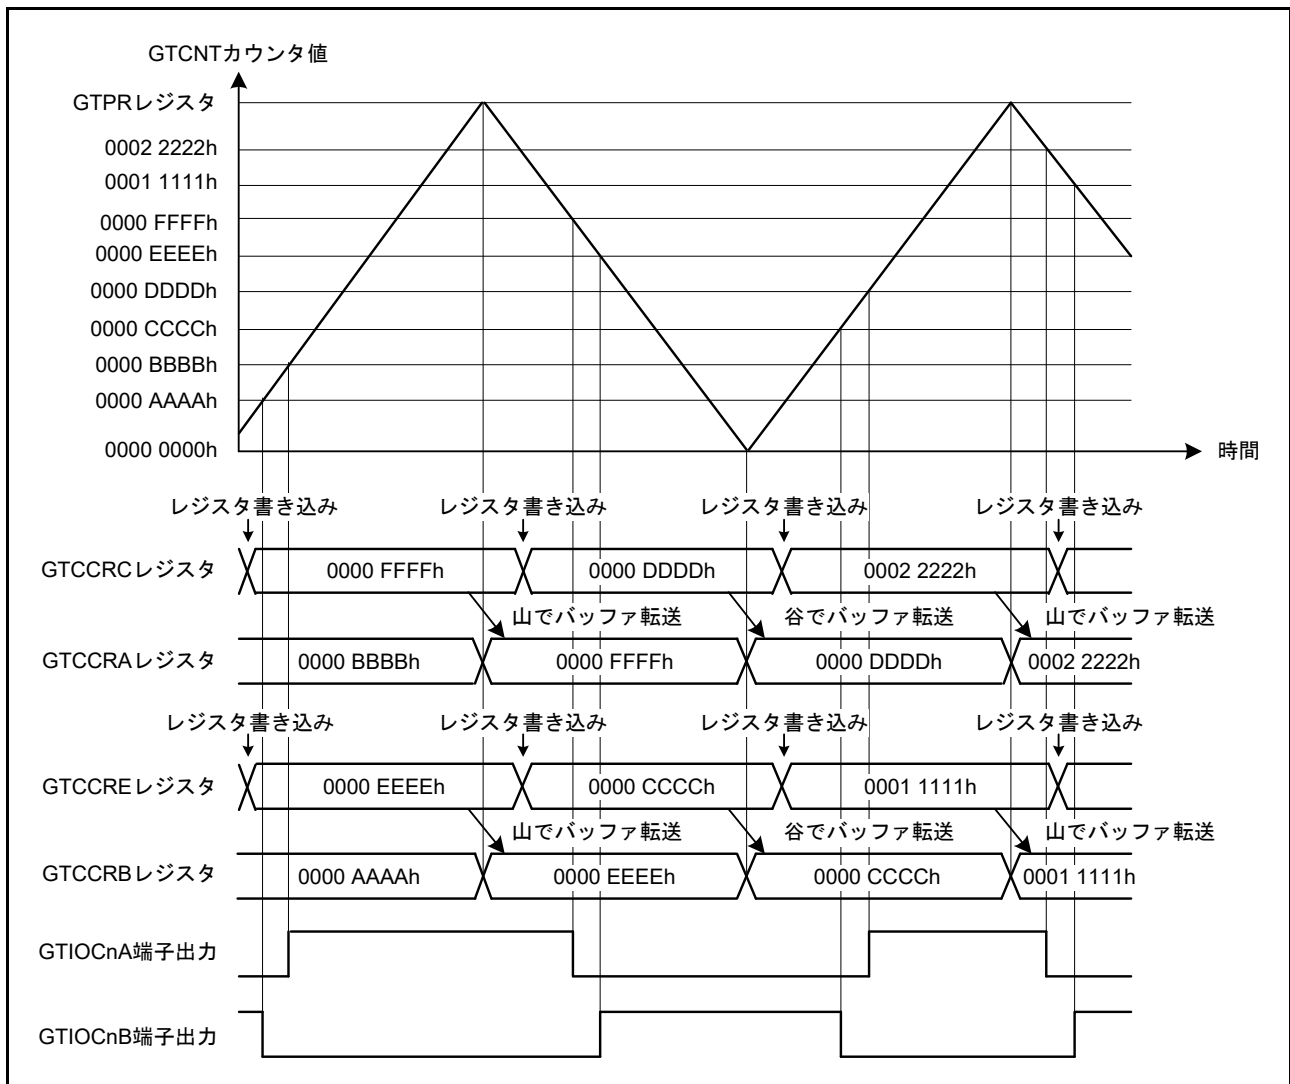 GTCNTカウンタ値
GTPRレジスタ
0002 2222h
0001 1111h
0000 FFFFh
0000 EEEEh
0000 DDDDh
0000 CCCCh
0000 BBBBh
0000 AAAAh
0000 0000h
時間
レジスタ書き込み レジスタ書き込み レジスタ書き込み レジスタ書き込み
GTCCRCレジスタ 0000 FFFFh 0000 DDDDh 0002 2222h
山でバッファ転送 谷でバッファ転送 山でバッファ転送
GTCCRAレジスタ 0000 BBBBh 0000 FFFFh 0000 DDDDh 0002 2222h
レジスタ書き込み レジスタ書き込み レジスタ書き込み レジスタ書き込み
GTCCREレジスタ 0000 EEEEh 0000 CCCCh 0001 1111h
山でバッファ転送 谷でバッファ転送 山でバッファ転送
GTCCRBレジスタ 0000 AAAAh 0000 EEEEh 0000 CCCCh 0001 1111h
GTIOCnA端子出力
GTIOCnB端子出力